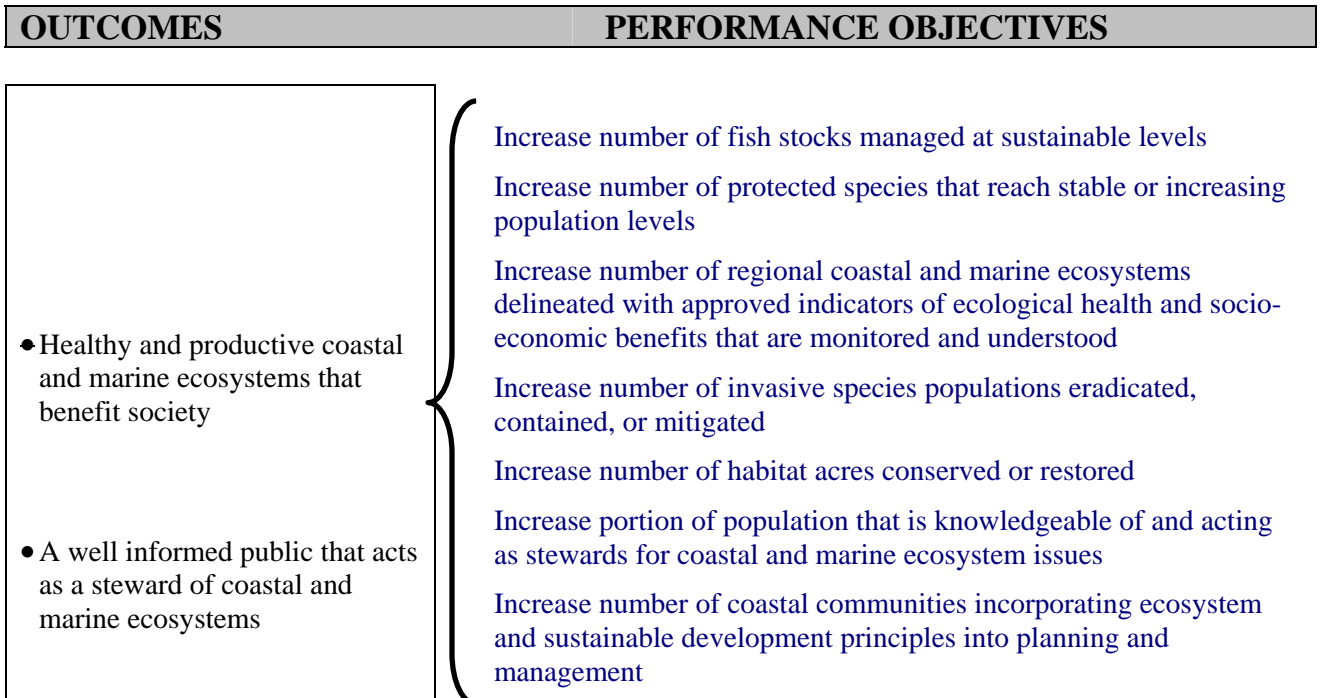 OUTCOMES PERFORMANCE OBJECTIVES
• Healthy and productive coastal
and marine ecosystems that
benefit society
• A well informed public that acts
as a steward of coastal and
marine ecosystems
Increase number of fish stocks managed at sustainable levels
Increase number of protected species that reach stable or increasing
population levels
Increase number of regional coastal and marine ecosystems
delineated with approved indicators of ecological health and socio-
economic benefits that are monitored and understood
Increase number of invasive species populations eradicated,
contained, or mitigated
Increase number of habitat acres conserved or restored
Increase portion of population that is knowledgeable of and acting
as stewards for coastal and marine ecosystem issues
Increase number of coastal communities incorporating ecosystem
and sustainable development principles into planning and
management